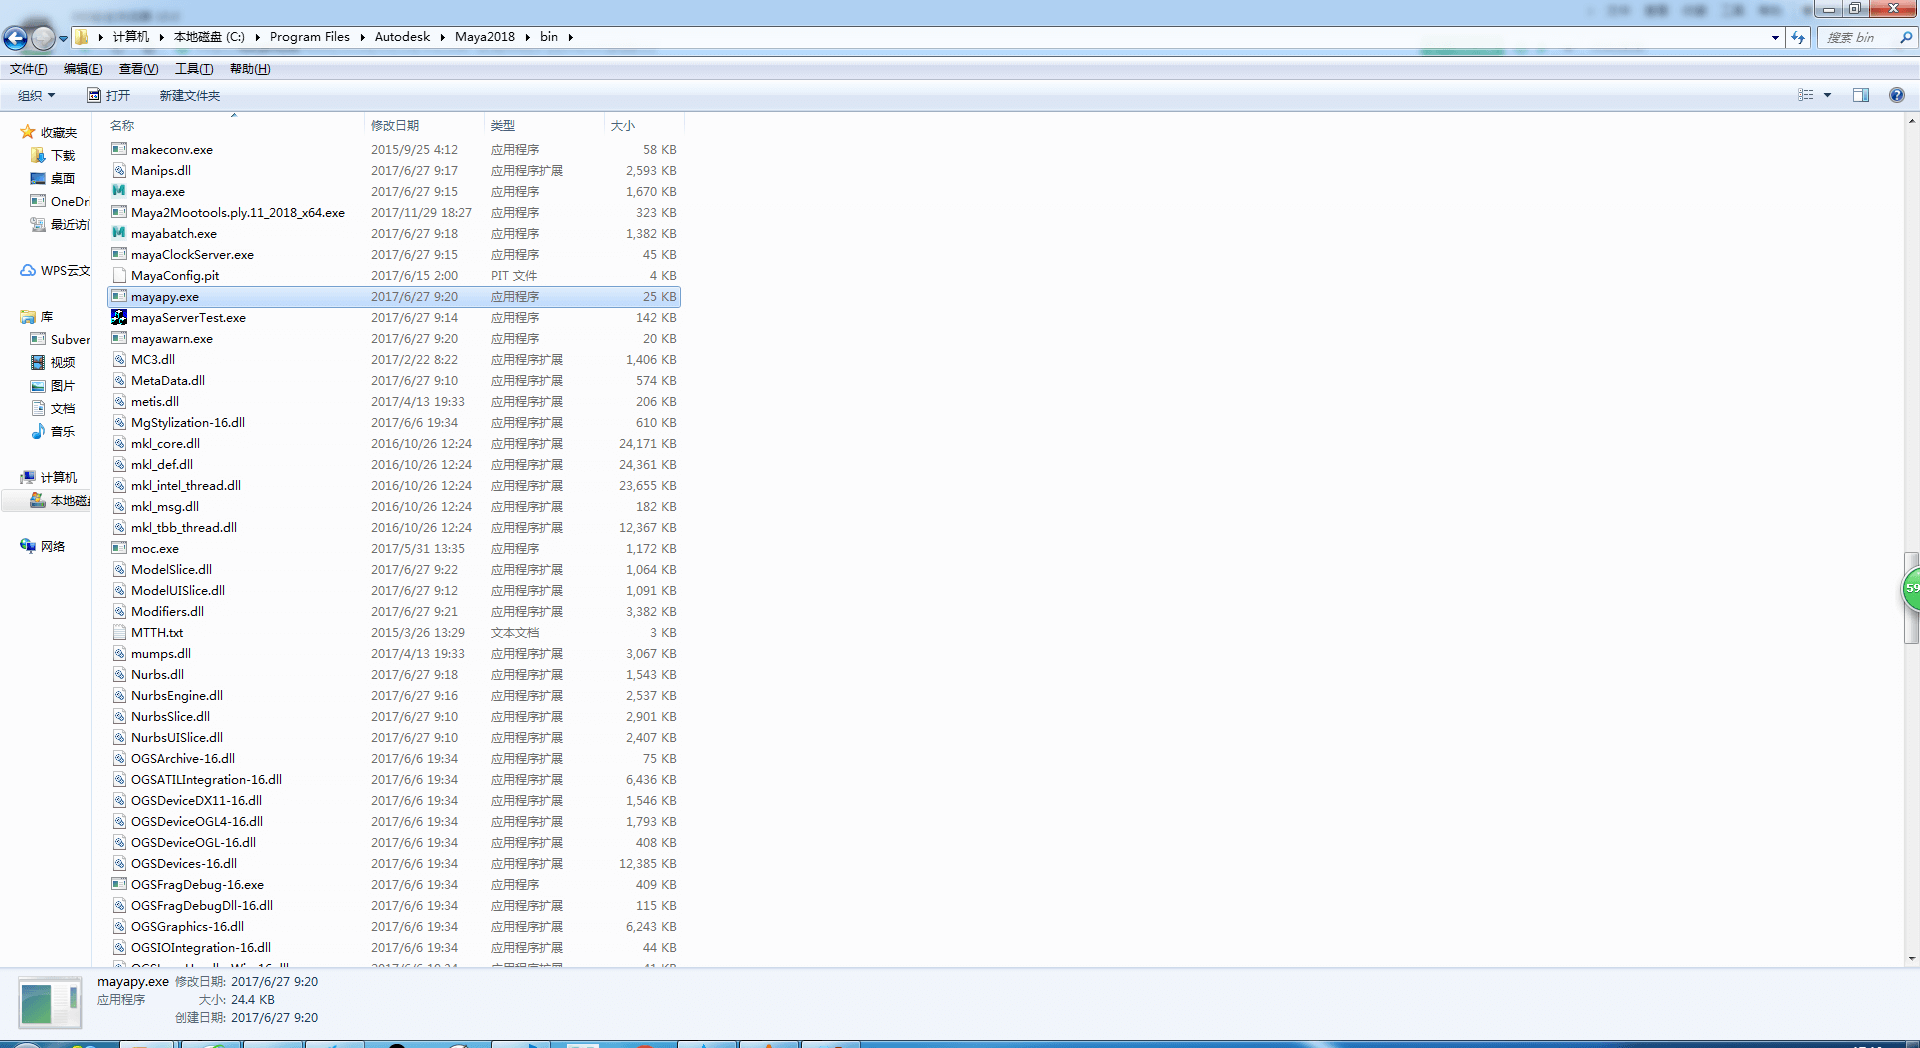 计算机 本地磁盘 (C:) Program Files Autodesk Maya2018 bin 搜索 bin
文件(F) 编辑(E) 查看(V) 工具(T) 帮助(H)
组织 打开 新建文件夹
收藏夹
下载
桌面
OneDr
最近访
WPS云文
库
Subver
视频
图片
文档
音乐
计算机
本地磁
网络
名称 修改日期 类型 大小
makeconv.exe 2015/9/25 4:12 应用程序 58 KB
Manips.dll 2017/6/27 9:17 应用程序扩展 2,593 KB
maya.exe 2017/6/27 9:15 应用程序 1,670 KB
Maya2Mootools.ply.11_2018_x64.exe 2017/11/29 18:27 应用程序 323 KB
mayabatch.exe 2017/6/27 9:18 应用程序 1,382 KB
mayaClockServer.exe 2017/6/27 9:15 应用程序 45 KB
MayaConfig.pit 2017/6/15 2:00 PIT 文件 4 KB
mayapy.exe 2017/6/27 9:20 应用程序 25 KB
mayaServerTest.exe 2017/6/27 9:14 应用程序 142 KB
mayawarn.exe 2017/6/27 9:20 应用程序 20 KB
MC3.dll 2017/2/22 8:22 应用程序扩展 1,406 KB
MetaData.dll 2017/6/27 9:10 应用程序扩展 574 KB
metis.dll 2017/4/13 19:33 应用程序扩展 206 KB
MgStylization-16.dll 2017/6/6 19:34 应用程序扩展 610 KB
mkl_core.dll 2016/10/26 12:24 应用程序扩展 24,171 KB
mkl_def.dll 2016/10/26 12:24 应用程序扩展 24,361 KB
mkl_intel_thread.dll 2016/10/26 12:24 应用程序扩展 23,655 KB
mkl_msg.dll 2016/10/26 12:24 应用程序扩展 182 KB
mkl_tbb_thread.dll 2016/10/26 12:24 应用程序扩展 12,367 KB
moc.exe 2017/5/31 13:35 应用程序 1,172 KB
ModelSlice.dll 2017/6/27 9:22 应用程序扩展 1,064 KB
ModelUISlice.dll 2017/6/27 9:12 应用程序扩展 1,091 KB
Modifiers.dll 2017/6/27 9:21 应用程序扩展 3,382 KB
MTTH.txt 2015/3/26 13:29 文本文档 3 KB
mumps.dll 2017/4/13 19:33 应用程序扩展 3,067 KB
Nurbs.dll 2017/6/27 9:18 应用程序扩展 1,543 KB
NurbsEngine.dll 2017/6/27 9:16 应用程序扩展 2,537 KB
NurbsSlice.dll 2017/6/27 9:10 应用程序扩展 2,901 KB
NurbsUISlice.dll 2017/6/27 9:10 应用程序扩展 2,407 KB
OGSArchive-16.dll 2017/6/6 19:34 应用程序扩展 75 KB
OGSATILIntegration-16.dll 2017/6/6 19:34 应用程序扩展 6,436 KB
OGSDeviceDX11-16.dll 2017/6/6 19:34 应用程序扩展 1,546 KB
OGSDeviceOGL4-16.dll 2017/6/6 19:34 应用程序扩展 1,793 KB
OGSDeviceOGL-16.dll 2017/6/6 19:34 应用程序扩展 408 KB
OGSDevices-16.dll 2017/6/6 19:34 应用程序扩展 12,385 KB
OGSFragDebug-16.exe 2017/6/6 19:34 应用程序 409 KB
OGSFragDebugDll-16.dll 2017/6/6 19:34 应用程序扩展 115 KB
OGSGraphics-16.dll 2017/6/6 19:34 应用程序扩展 6,243 KB
OGSIOIntegration-16.dll 2017/6/6 19:34 应用程序扩展 44 KB
59
mayapy.exe 修改日期: 2017/6/27 9:20
应用程序 大小: 24.4 KB
创建日期: 2017/6/27 9:20